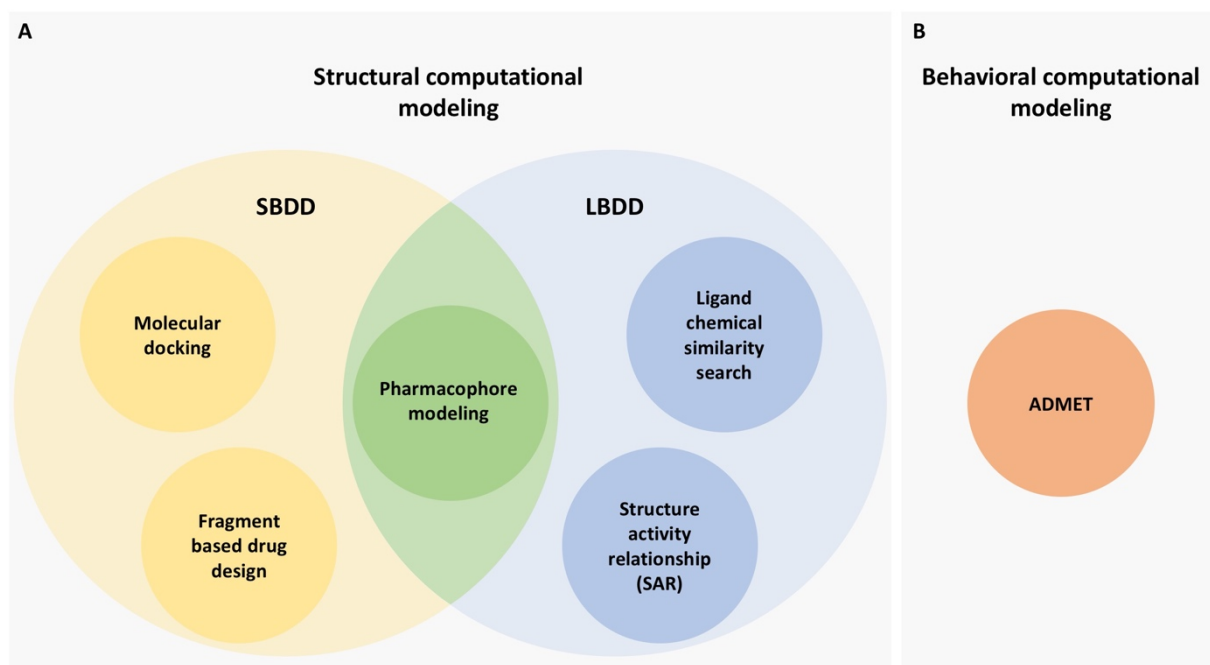 A
Structural computational
modeling
SBDD
LBDD
Molecular
docking
Fragment
based drug
design
Pharmacophore
modeling
Ligand
chemical
similarity
search
Structure
activity
relationship
(SAR)
B
Behavioral computational
modeling
ADMET